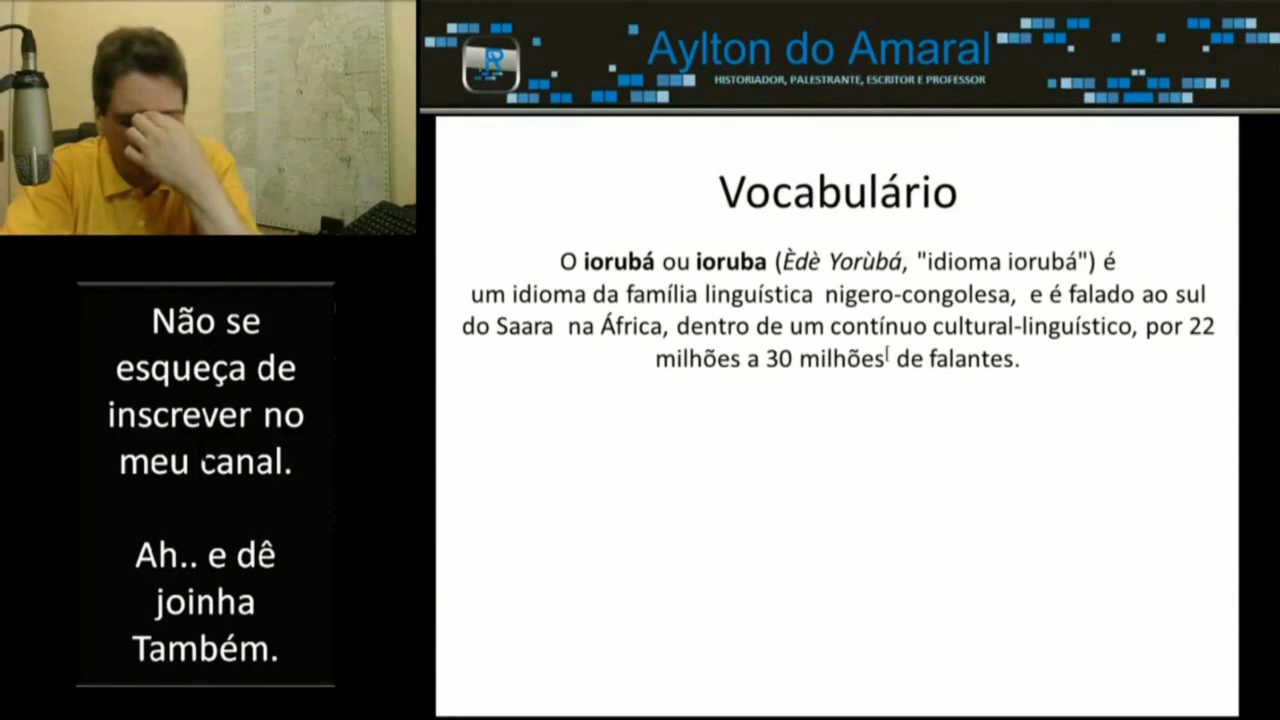 Aylton do Amaral
HISTORIADOR, PALESTRANTE, ESCRITOR E PROFESSOR
Vocabulário
O iorubá ou ioruba (Èdè Yorùbá, "idioma iorubá") é
um idioma da família linguística nigero-congolesa, e é falado ao sul
do Saara na África, dentro de um contínuo cultural-linguístico, por 22
milhões a 30 milhões[ de falantes.
Não se
esqueça de
inscrever no
meu canal.
Ah.. e dê
joinha
Também.